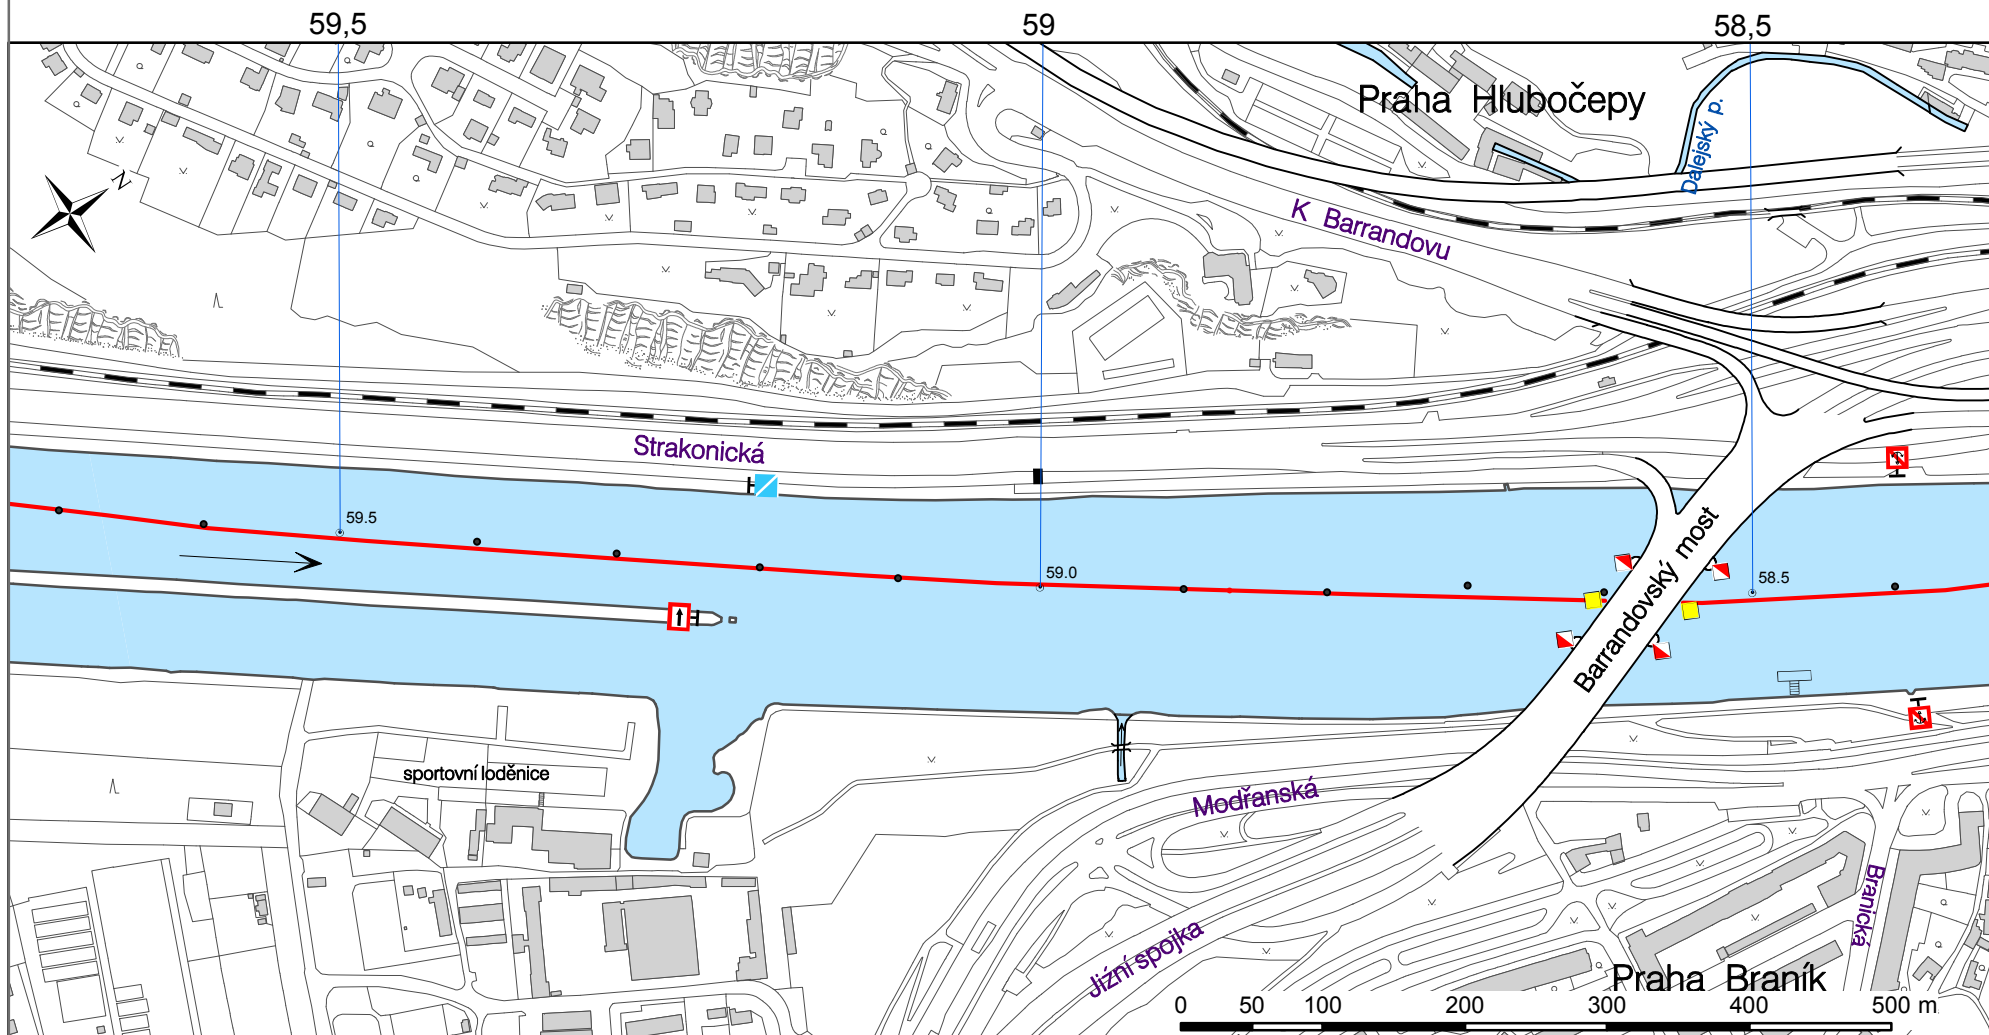 59,5
59
58,5
Praha Hlubočepy
Dalejský p.
N
K Barrandovu
Strakonická
59.5
59.0
58.5
Barrandovský most
sportovní loděnice
Modřanská
Jižní spojka
Branická
Praha Braník
0 50 100 200 300 400 500 m